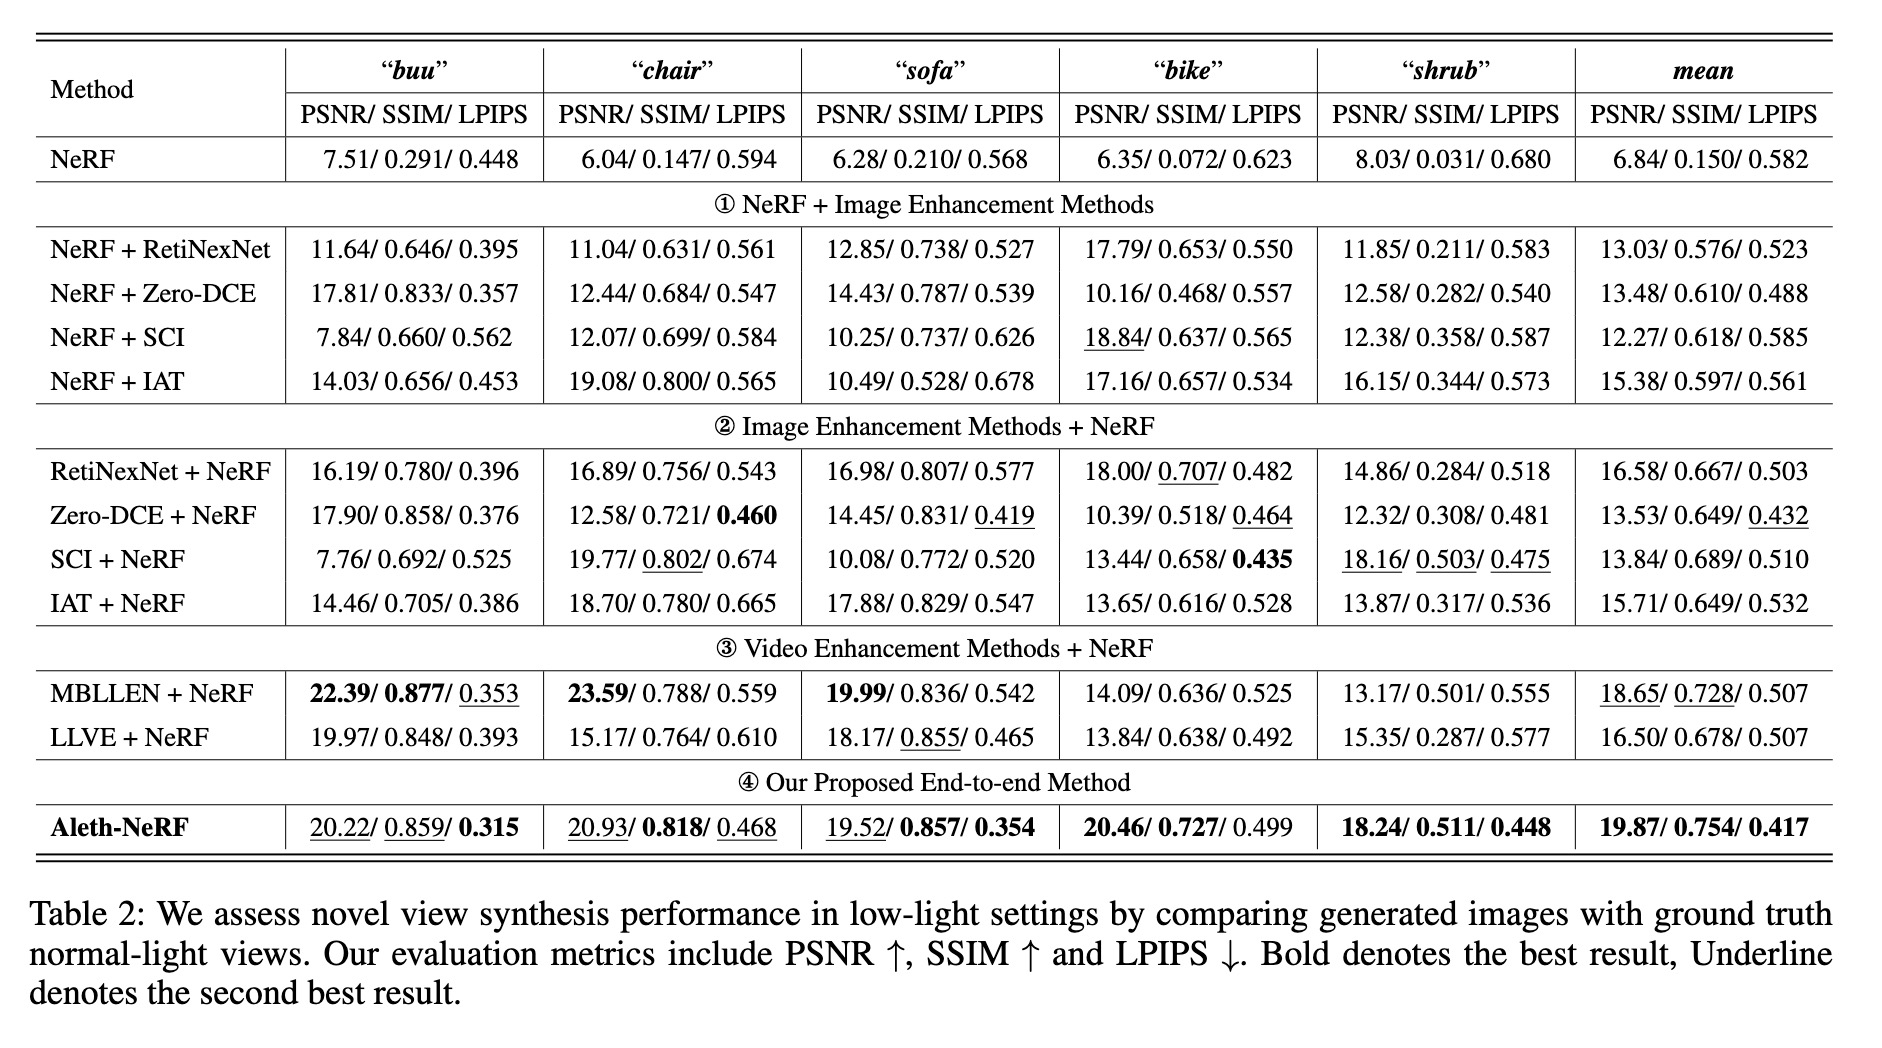 Method “buu” “chair” “sofa” “bike” “shrub” mean
PSNR/ SSIM/ LPIPS PSNR/ SSIM/ LPIPS PSNR/ SSIM/ LPIPS PSNR/ SSIM/ LPIPS PSNR/ SSIM/ LPIPS PSNR/ SSIM/ LPIPS
NeRF 7.51/ 0.291/ 0.448 6.04/ 0.147/ 0.594 6.28/ 0.210/ 0.568 6.35/ 0.072/ 0.623 8.03/ 0.031/ 0.680 6.84/ 0.150/ 0.582
① NeRF + Image Enhancement Methods
NeRF + RetiNexNet 11.64/ 0.646/ 0.395 11.04/ 0.631/ 0.561 12.85/ 0.738/ 0.527 17.79/ 0.653/ 0.550 11.85/ 0.211/ 0.583 13.03/ 0.576/ 0.523
NeRF + Zero-DCE 17.81/ 0.833/ 0.357 12.44/ 0.684/ 0.547 14.43/ 0.787/ 0.539 10.16/ 0.468/ 0.557 12.58/ 0.282/ 0.540 13.48/ 0.610/ 0.488
NeRF + SCI 7.84/ 0.660/ 0.562 12.07/ 0.699/ 0.584 10.25/ 0.737/ 0.626 18.84/ 0.637/ 0.565 12.38/ 0.358/ 0.587 12.27/ 0.618/ 0.585
NeRF + IAT 14.03/ 0.656/ 0.453 19.08/ 0.800/ 0.565 10.49/ 0.528/ 0.678 17.16/ 0.657/ 0.534 16.15/ 0.344/ 0.573 15.38/ 0.597/ 0.561
② Image Enhancement Methods + NeRF
RetiNexNet + NeRF 16.19/ 0.780/ 0.396 16.89/ 0.756/ 0.543 16.98/ 0.807/ 0.577 18.00/ 0.707/ 0.482 14.86/ 0.284/ 0.518 16.58/ 0.667/ 0.503
Zero-DCE + NeRF 17.90/ 0.858/ 0.376 12.58/ 0.721/ 0.460 14.45/ 0.831/ 0.419 10.39/ 0.518/ 0.464 12.32/ 0.308/ 0.481 13.53/ 0.649/ 0.432
SCI + NeRF 7.76/ 0.692/ 0.525 19.77/ 0.802/ 0.674 10.08/ 0.772/ 0.520 13.44/ 0.658/ 0.435 18.16/ 0.503/ 0.475 13.84/ 0.689/ 0.510
IAT + NeRF 14.46/ 0.705/ 0.386 18.70/ 0.780/ 0.665 17.88/ 0.829/ 0.547 13.65/ 0.616/ 0.528 13.87/ 0.317/ 0.536 15.71/ 0.649/ 0.532
③ Video Enhancement Methods + NeRF
MBLLEN + NeRF 22.39/ 0.877/ 0.353 23.59/ 0.788/ 0.559 19.99/ 0.836/ 0.542 14.09/ 0.636/ 0.525 13.17/ 0.501/ 0.555 18.65/ 0.728/ 0.507
LLVE + NeRF 19.97/ 0.848/ 0.393 15.17/ 0.764/ 0.610 18.17/ 0.855/ 0.465 13.84/ 0.638/ 0.492 15.35/ 0.287/ 0.577 16.50/ 0.678/ 0.507
④ Our Proposed End-to-end Method
Aleth-NeRF 20.22/ 0.859/ 0.315 20.93/ 0.818/ 0.468 19.52/ 0.857/ 0.354 20.46/ 0.727/ 0.499 18.24/ 0.511/ 0.448 19.87/ 0.754/ 0.417
Table 2: We assess novel view synthesis performance in low-light settings by comparing generated images with ground truth
normal-light views. Our evaluation metrics include PSNR ↑, SSIM ↑ and LPIPS ↓. Bold denotes the best result, Underline
denotes the second best result.